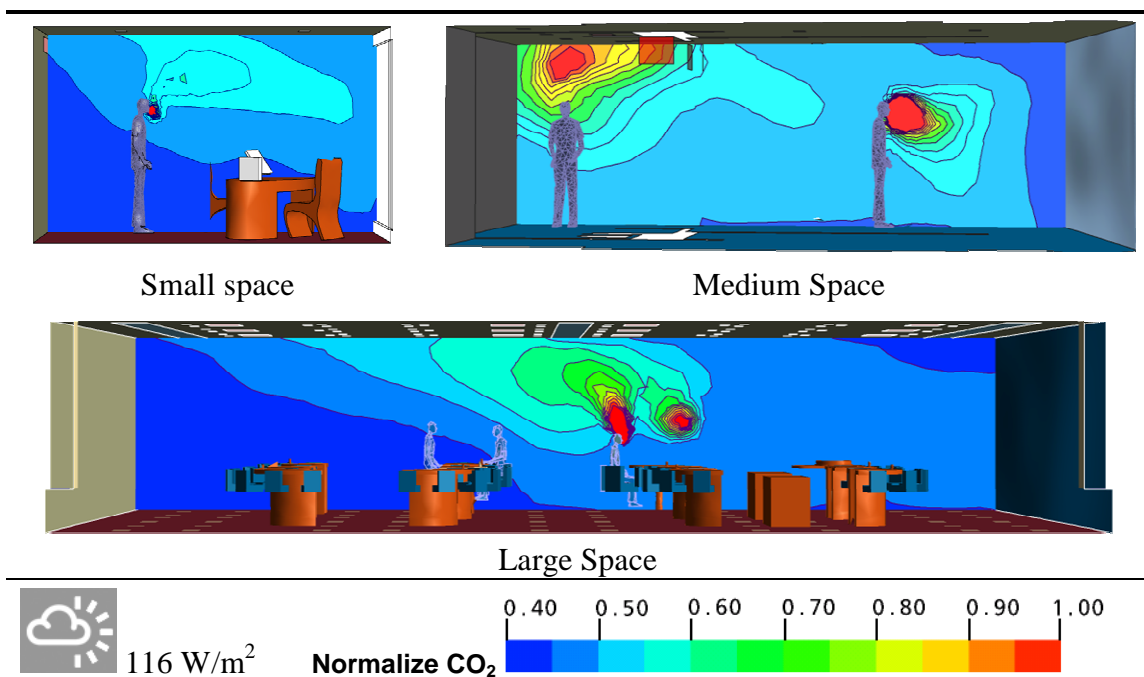 Small space
Medium Space
Large Space
0.40 0.50 0.60 0.70 0.80 0.90 1.00
116 W/m² Normalize CO₂